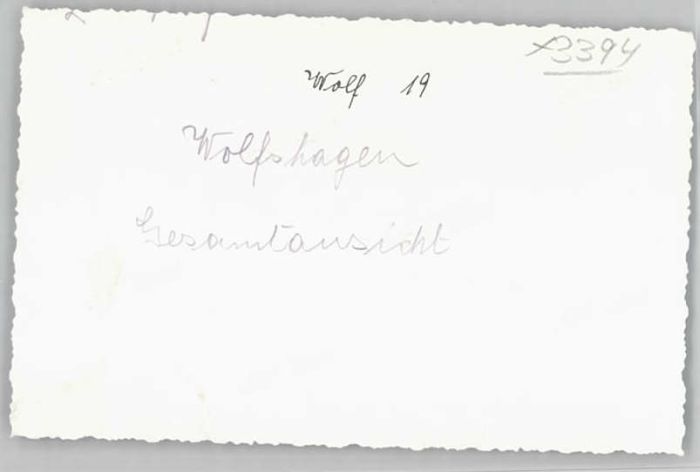 x3394
Wolf 19
Wolfshagen
Gesamtansicht